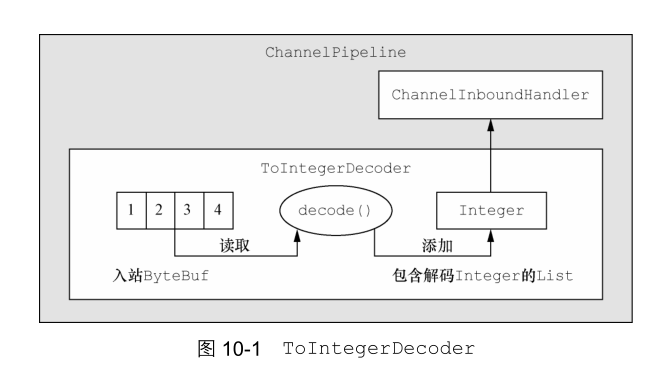 ChannelPipeline
ChannelInboundHandler
ToIntegerDecoder
1 2 3 4
decode()
Integer
读取
添加
入站ByteBuf
包含解码Integer的List
图 10-1 ToIntegerDecoder